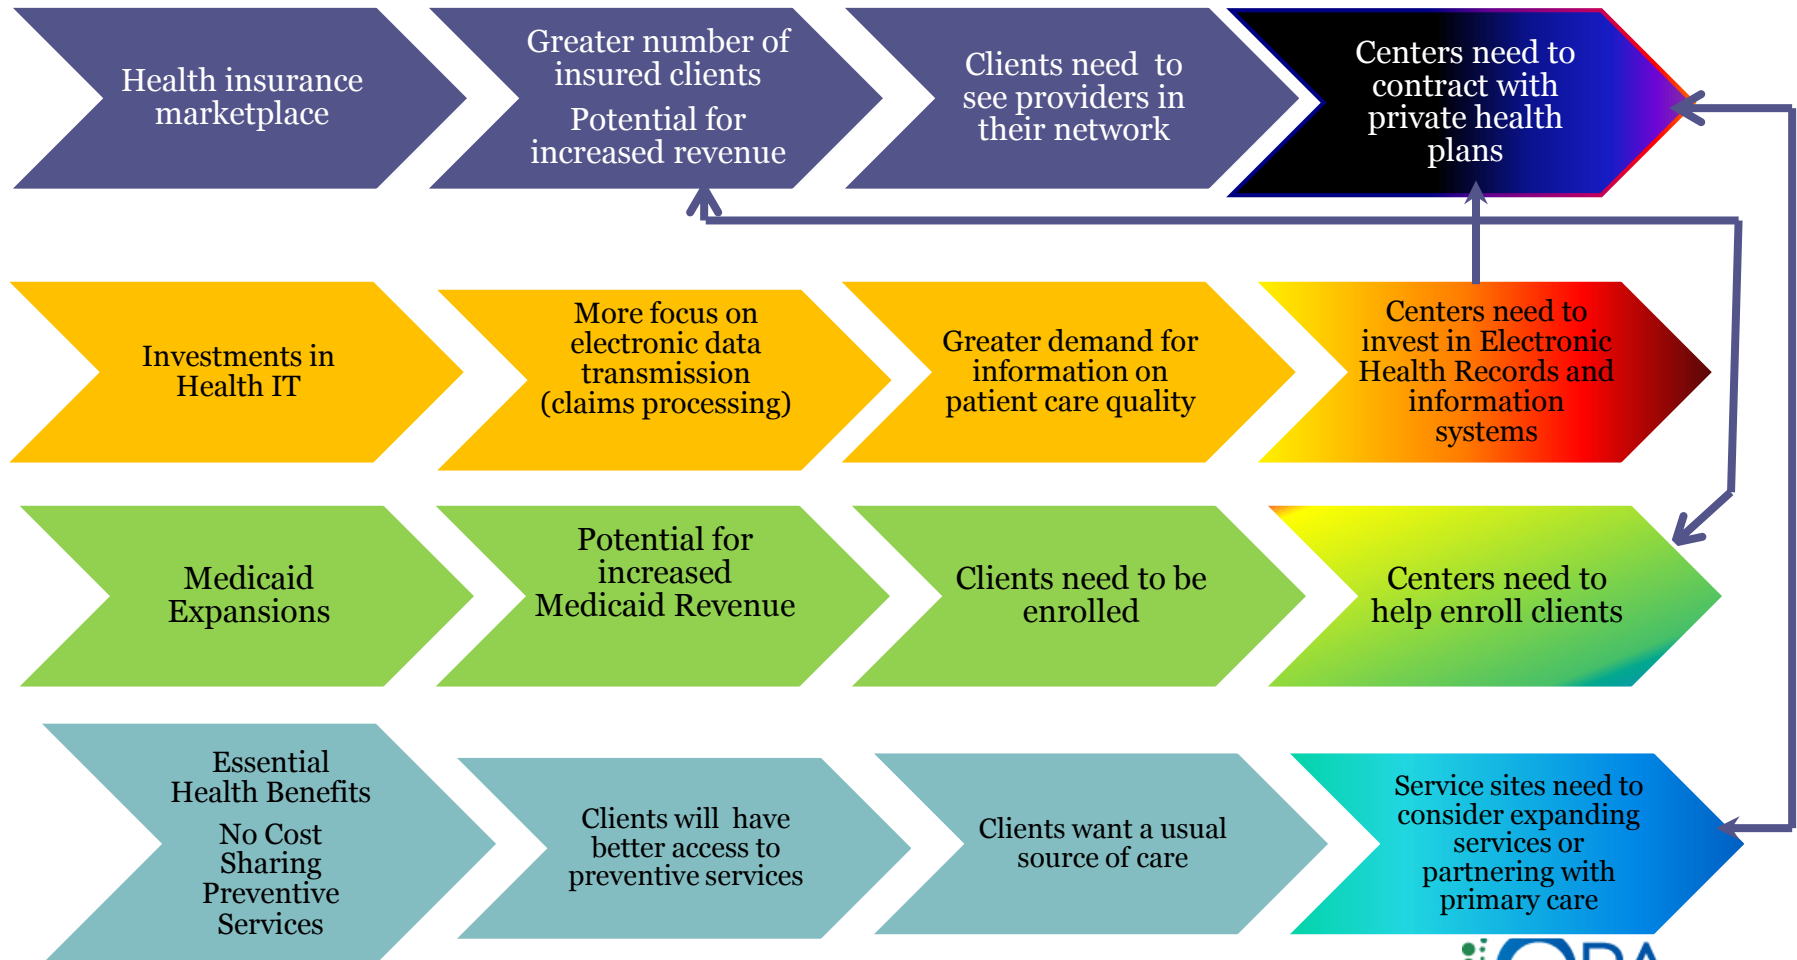 Health insurance
marketplace
Greater number of
insured clients
Potential for
increased revenue
Clients need to
see providers in
their network
Centers need to
contract with
private health
plans
Investments in
Health IT
More focus on
electronic data
transmission
(claims processing)
Greater demand for
information on
patient care quality
Centers need to
invest in Electronic
Health Records and
information
systems
Medicaid
Expansions
Potential for
increased
Medicaid Revenue
Clients need to be
enrolled
Centers need to
help enroll clients
Essential
Health Benefits
No Cost
Sharing
Preventive
Services
Clients will have
better access to
preventive services
Clients want a usual
source of care
Service sites need to
consider expanding
services or
partnering with
primary care